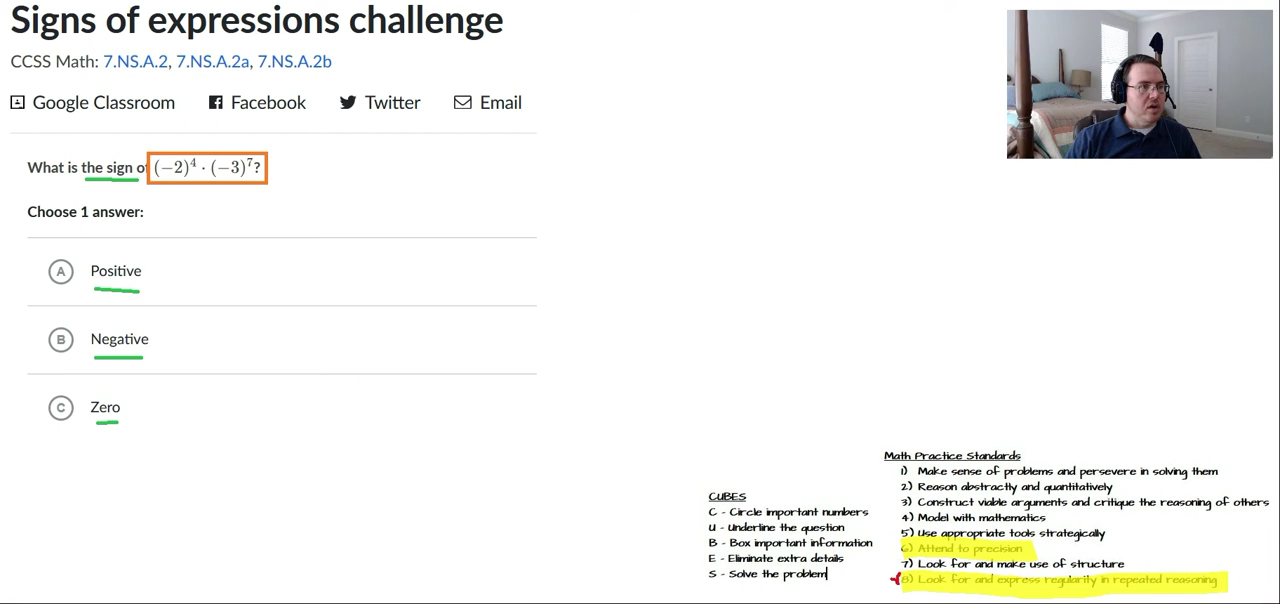 Signs of expressions challenge
CCSS Math: 7.NS.A.2, 7.NS.A.2a, 7.NS.A.2b
Google Classroom Facebook Twitter Email
What is the sign of (−2)⁴ · (−3)⁷?
Choose 1 answer:
A Positive
B Negative
C Zero
CUBES
C - Circle important numbers
U - Underline the question
B - Box important information
E - Eliminate extra details
S - Solve the problem
Math Practice Standards
1) Make sense of problems and persevere in solving them
2) Reason abstractly and quantitatively
3) Construct viable arguments and critique the reasoning of others
4) Model with mathematics
5) Use appropriate tools strategically
6) Attend to precision
7) Look for and make use of structure
8) Look for and express regularity in repeated reasoning